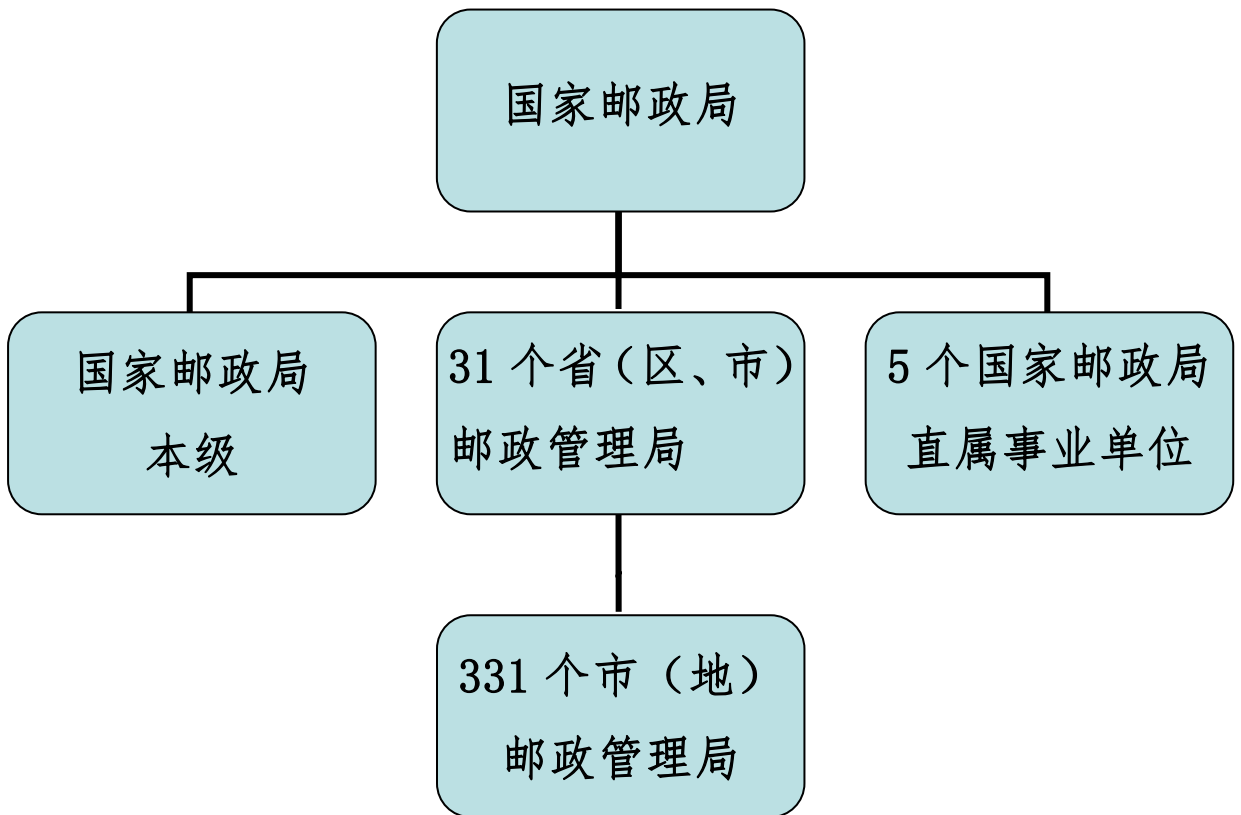 国家邮政局
国家邮政局
本级
31个省（区、市）
邮政管理局
5个国家邮政局
直属事业单位
331个市（地）
邮政管理局